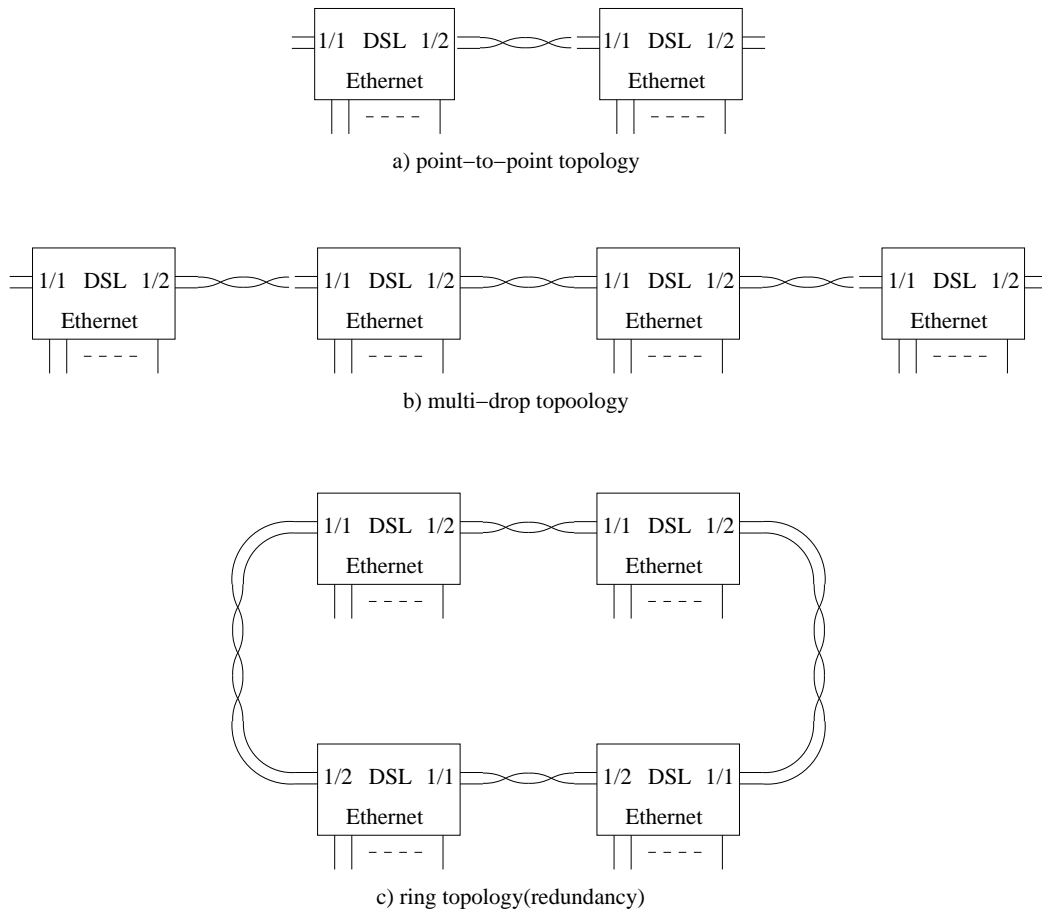 1/1 DSL 1/2 1/1 DSL 1/2
Ethernet Ethernet
a) point−to−point topology
1/1 DSL 1/2 1/1 DSL 1/2 1/1 DSL 1/2 1/1 DSL 1/2
Ethernet Ethernet Ethernet Ethernet
b) multi−drop topoology
1/1 DSL 1/2 1/1 DSL 1/2
Ethernet Ethernet
1/2 DSL 1/1 1/2 DSL 1/1
Ethernet Ethernet
c) ring topology(redundancy)